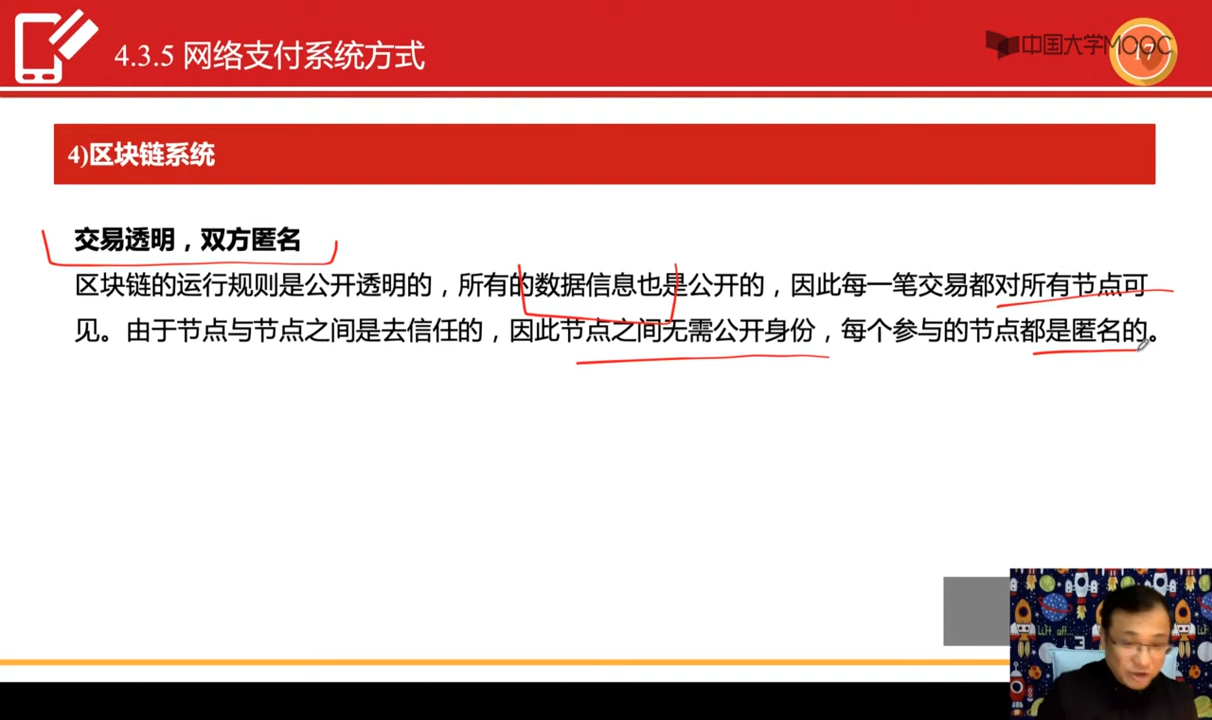 4.3.5 网络支付系统方式
中国大学MOOC
17
4)区块链系统
交易透明，双方匿名
区块链的运行规则是公开透明的，所有的数据信息也是公开的，因此每一笔交易都对所有节点可
见。由于节点与节点之间是去信任的，因此节点之间无需公开身份，每个参与的节点都是匿名的。